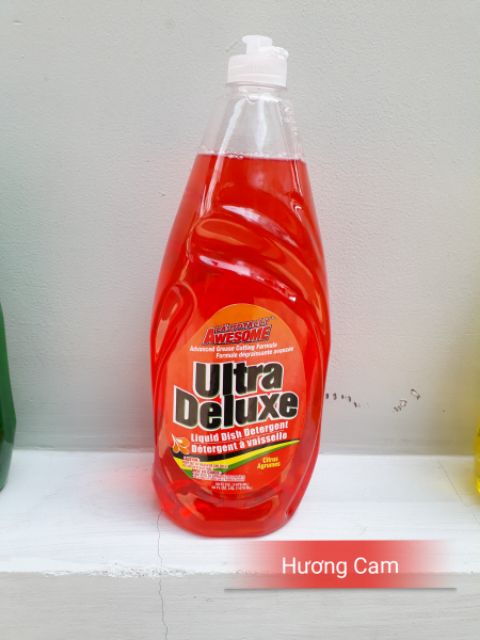 LA's TOTALLY
AWESOME
Advanced Grease Cutting Formula
Formule dégraissante avancée
Ultra
Deluxe
Liquid Dish Detergent
Détergent à vaisselle
Citrus
Agrumes
Hương Cam